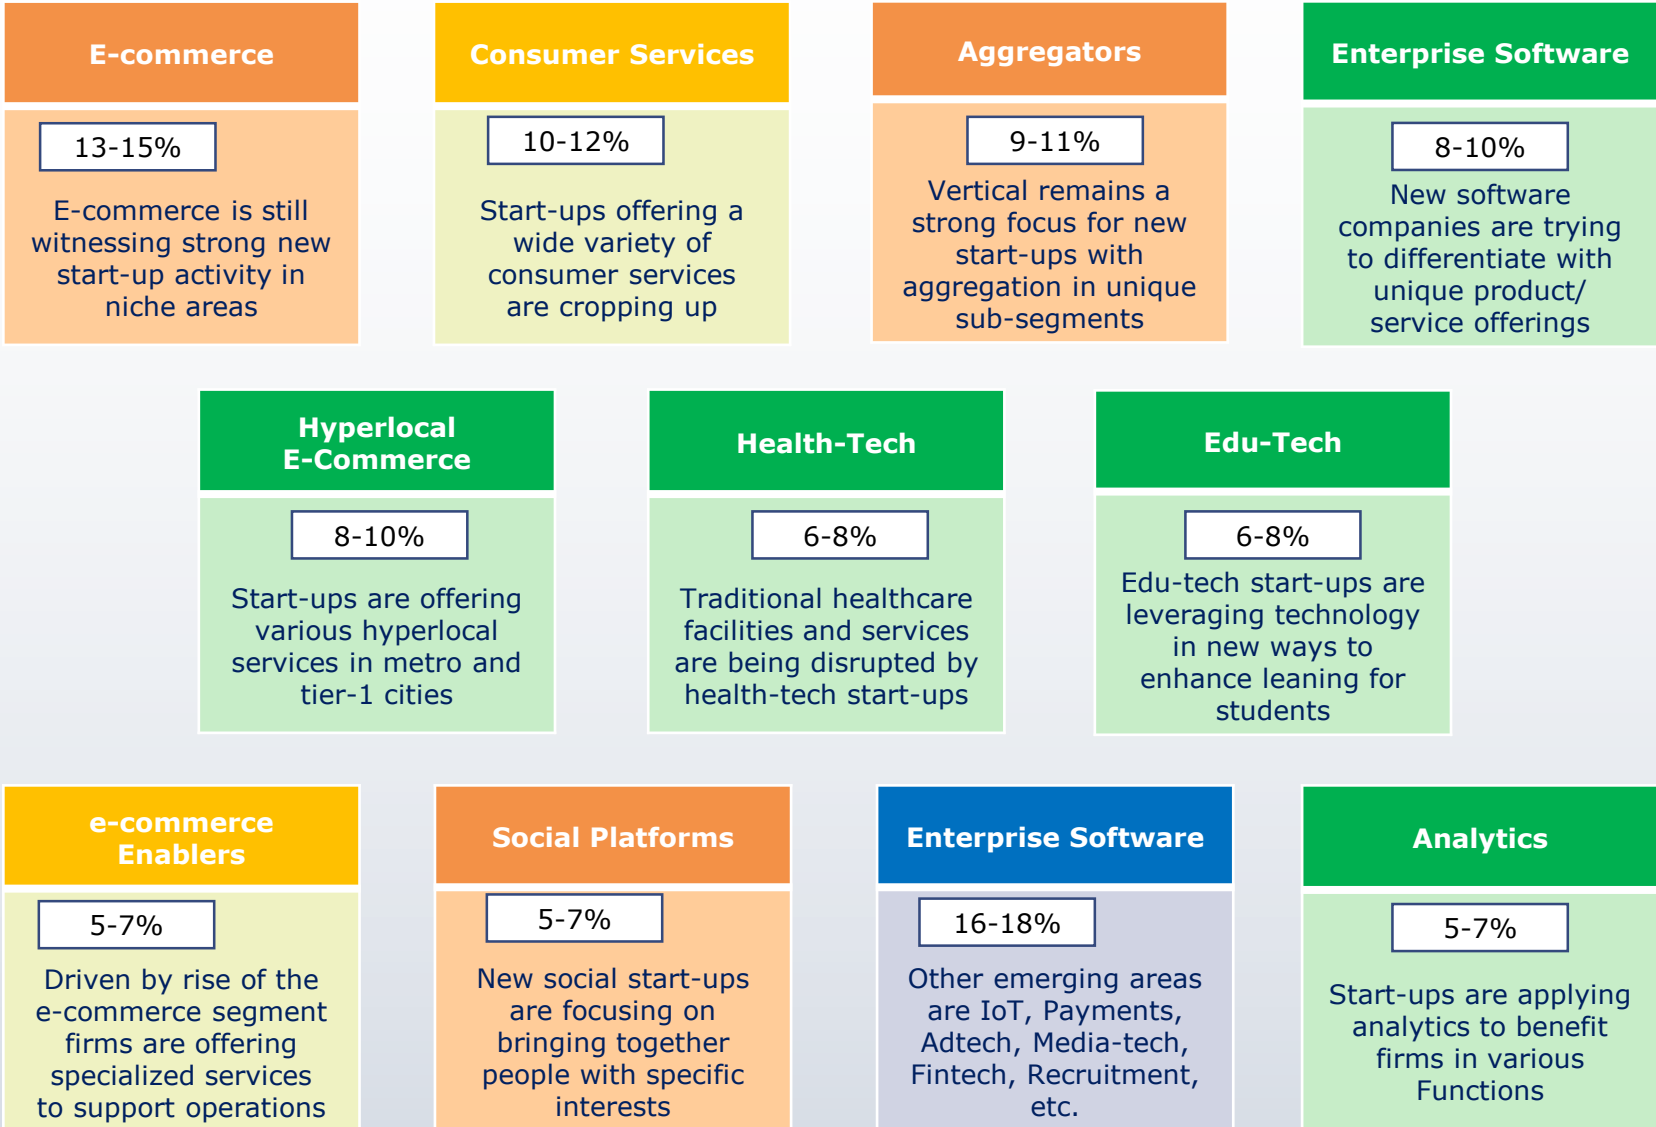 E-commerce
13-15%
E-commerce is still
witnessing strong new
start-up activity in
niche areas
Consumer Services
10-12%
Start-ups offering a
wide variety of
consumer services
are cropping up
Aggregators
9-11%
Vertical remains a
strong focus for new
start-ups with
aggregation in unique
sub-segments
Enterprise Software
8-10%
New software
companies are trying
to differentiate with
unique product/
service offerings
Hyperlocal
E-Commerce
8-10%
Start-ups are offering
various hyperlocal
services in metro and
tier-1 cities
Health-Tech
6-8%
Traditional healthcare
facilities and services
are being disrupted by
health-tech start-ups
Edu-Tech
6-8%
Edu-tech start-ups are
leveraging technology
in new ways to
enhance leaning for
students
e-commerce
Enablers
5-7%
Driven by rise of the
e-commerce segment
firms are offering
specialized services
to support operations
Social Platforms
5-7%
New social start-ups
are focusing on
bringing together
people with specific
interests
Enterprise Software
16-18%
Other emerging areas
are IoT, Payments,
Adtech, Media-tech,
Fintech, Recruitment,
etc.
Analytics
5-7%
Start-ups are applying
analytics to benefit
firms in various
Functions